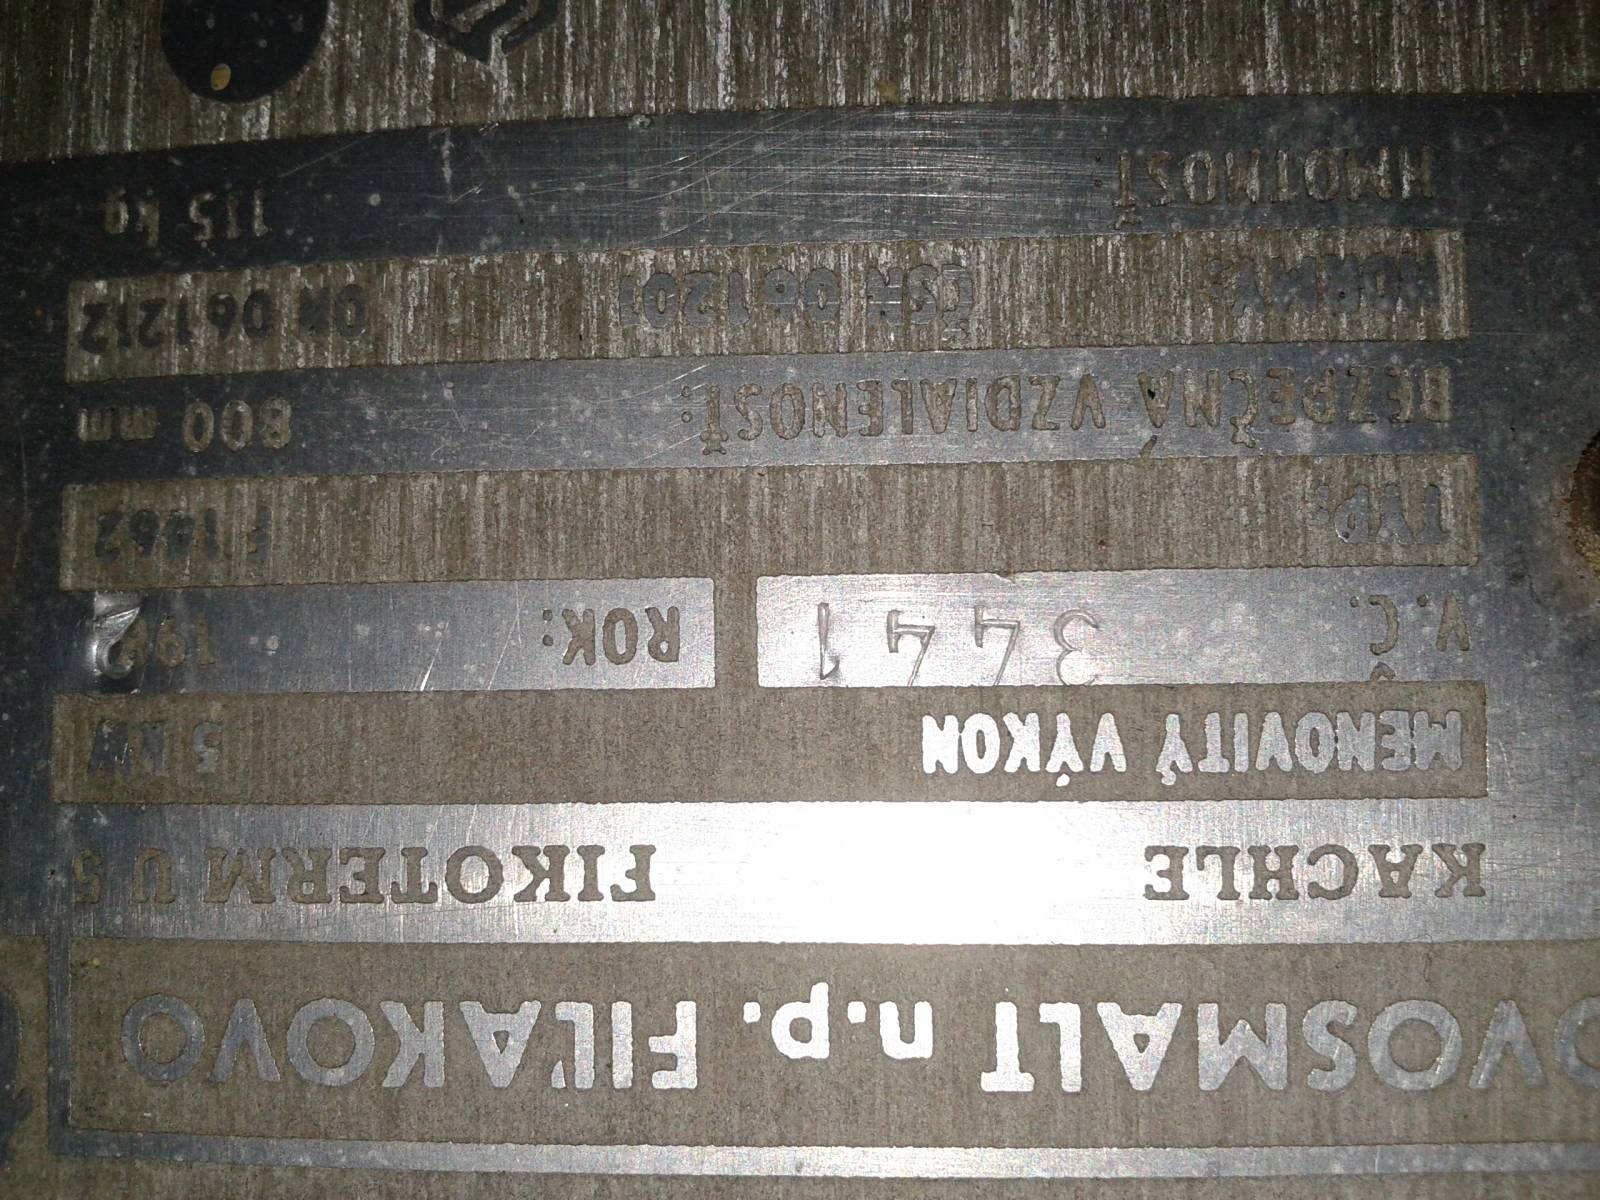 OVOSMALT n.p. FIĽAKOVO
KACHLE FIKOTERM U 5
MENOVITÝ VÝKON 5 kW
V. Č. 3441 ROK:
TYP: F 1462
BEZPEČNÁ VZDIALENOSŤ: 800 mm
NORMY: ČSN 061201 ON 061212
HMOTNOSŤ 115 kg